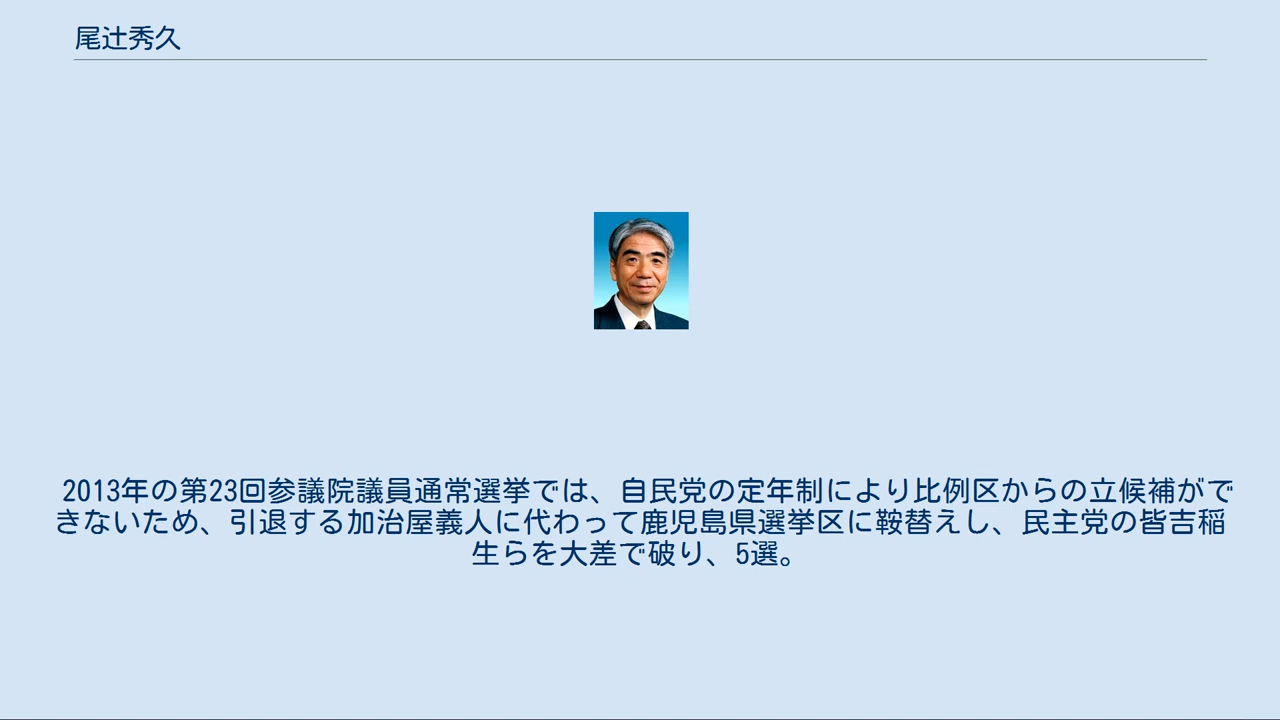 尾辻秀久
2013年の第23回参議院議員通常選挙では、自民党の定年制により比例区からの立候補がで
きないため、引退する加治屋義人に代わって鹿児島県選挙区に鞍替えし、民主党の皆吉稲
生らを大差で破り、5選。